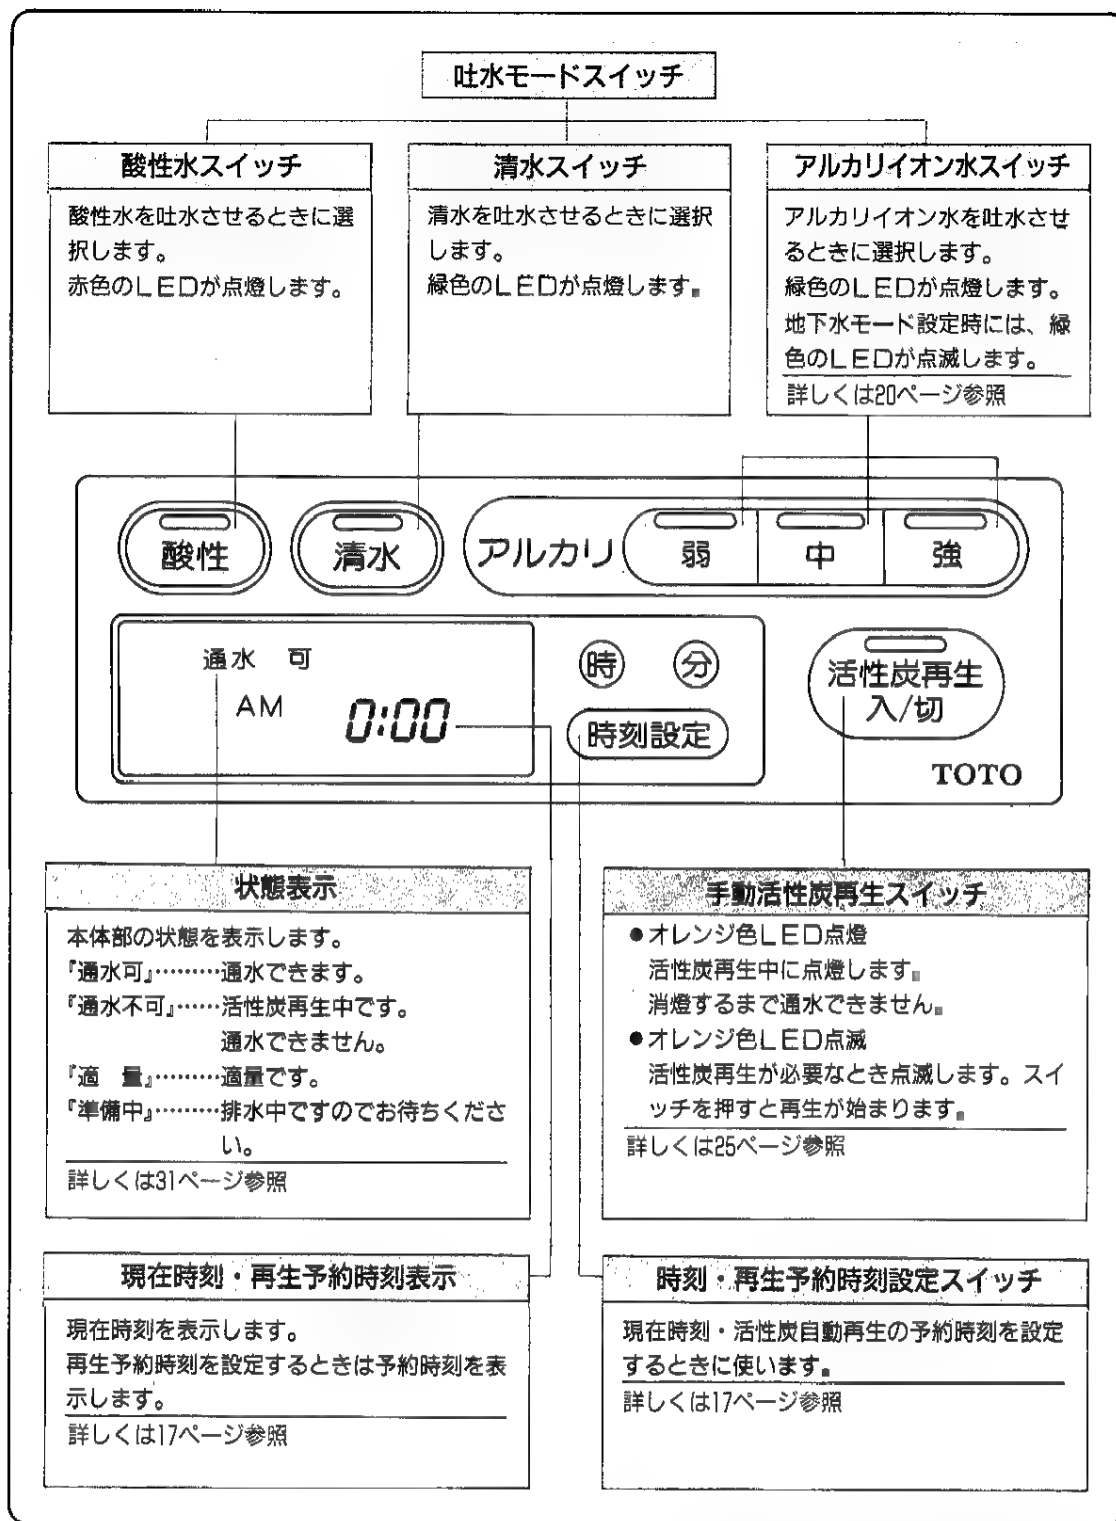 吐水モードスイッチ
酸性水スイッチ
酸性水を吐水させるときに選
択します。
赤色のLEDが点燈します。
清水スイッチ
清水を吐水させるときに選択
します。
緑色のLEDが点燈します。
アルカリイオン水スイッチ
アルカリイオン水を吐水させ
るときに選択します。
緑色のLEDが点燈します。
地下水モード設定時には、緑
色のLEDが点滅します。
詳しくは20ページ参照
酸性
清水
アルカリ
弱
中
強
通水 可
AM 0:00
時
分
時刻設定
活性炭再生
入/切
TOTO
状態表示
本体部の状態を表示します。
『通水可』………通水できます。
『通水不可』……活性炭再生中です。
通水できません。
『適 量』………適量です。
『準備中』………排水中ですのでお待ちくださ
い。
詳しくは31ページ参照
手動活性炭再生スイッチ
●オレンジ色LED点燈
活性炭再生中に点燈します。
消燈するまで通水できません。
●オレンジ色LED点滅
活性炭再生が必要なとき点滅します。スイ
ッチを押すと再生が始まります。
詳しくは25ページ参照
現在時刻・再生予約時刻表示
現在時刻を表示します。
再生予約時刻を設定するときは予約時刻を表
示します。
詳しくは17ページ参照
時刻・再生予約時刻設定スイッチ
現在時刻・活性炭自動再生の予約時刻を設定
するときに使います。
詳しくは17ページ参照